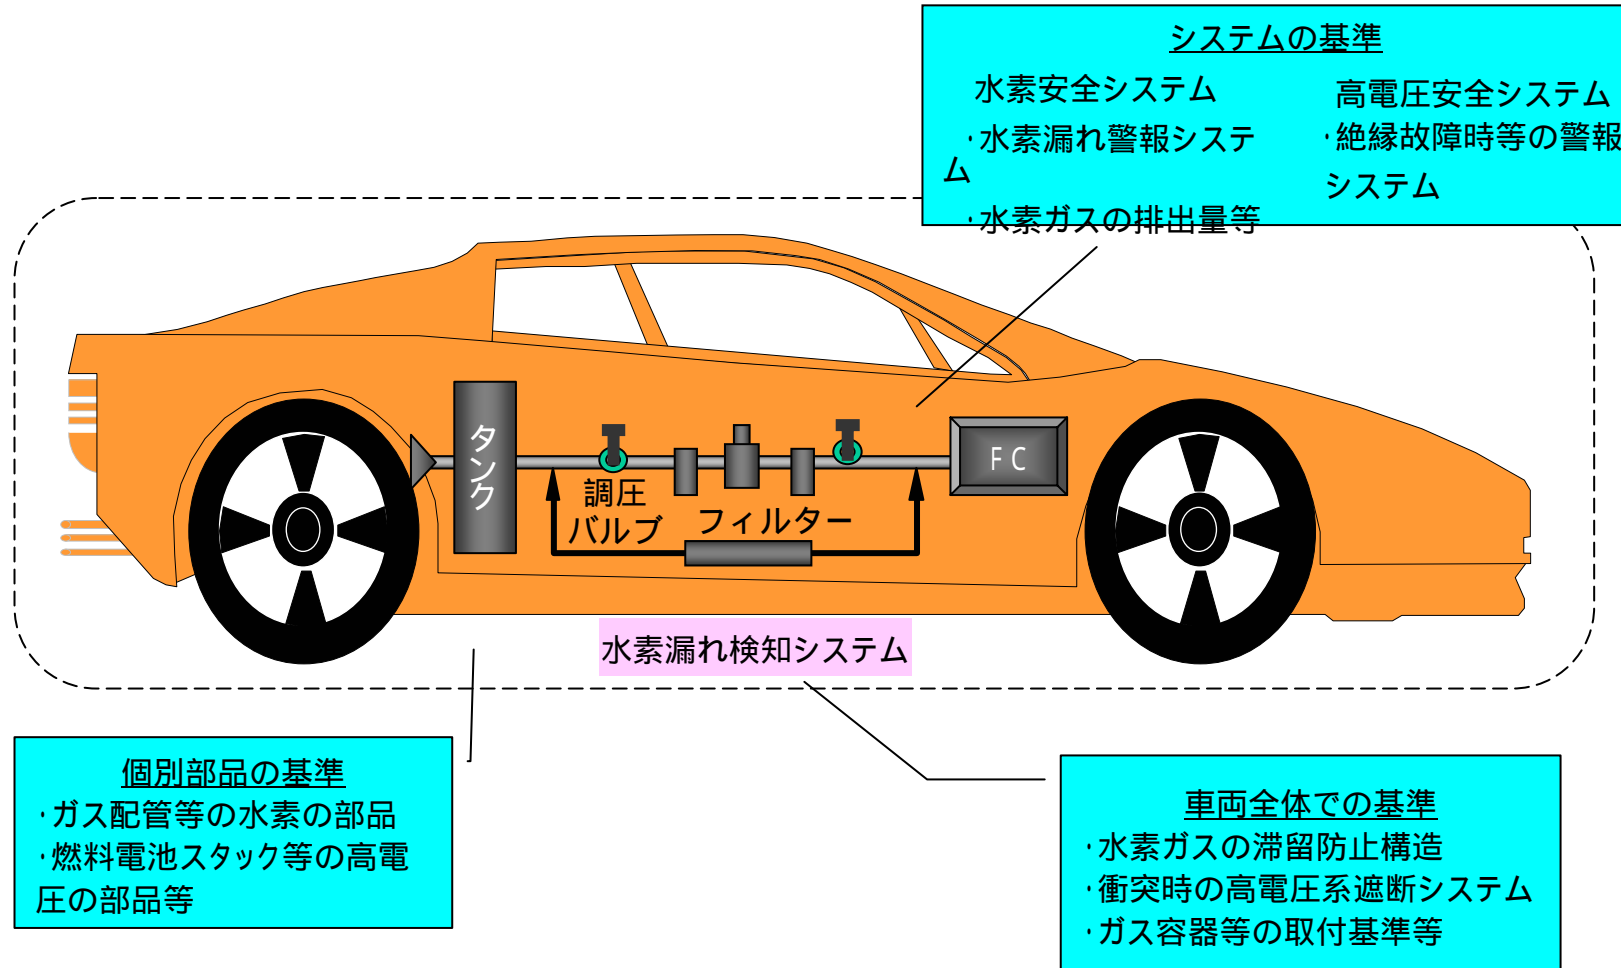 システムの基準
水素安全システム
・水素漏れ警報システ
ム
・水素ガスの排出量等
高電圧安全システム
・絶縁故障時等の警報
システム
タンク
調圧
バルブ
フィルター
FC
水素漏れ検知システム
個別部品の基準
・ガス配管等の水素の部品
・燃料電池スタック等の高電
圧の部品等
車両全体での基準
・水素ガスの滞留防止構造
・衝突時の高電圧系遮断システム
・ガス容器等の取付基準等